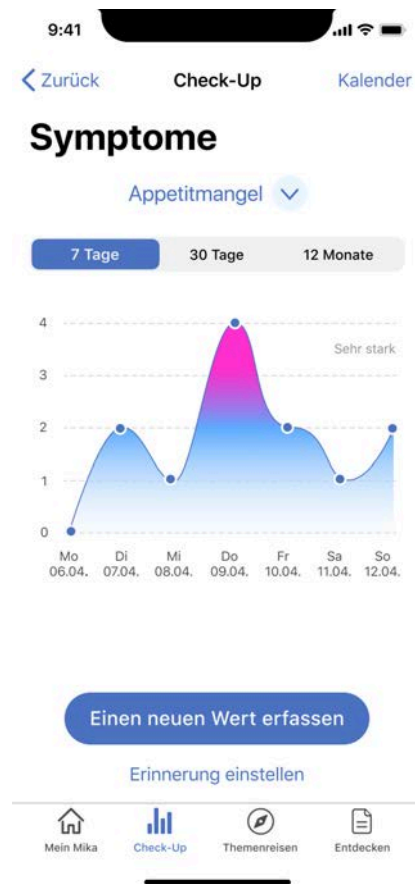 9:41
Zurück Check-Up Kalender
Symptome
Appetitmangel
7 Tage 30 Tage 12 Monate
4
Sehr stark
3
2
1
0
Mo Di Mi Do Fr Sa So
06.04. 07.04. 08.04. 09.04. 10.04. 11.04. 12.04.
Einen neuen Wert erfassen
Erinnerung einstellen
Mein Mika Check-Up Themenreisen Entdecken